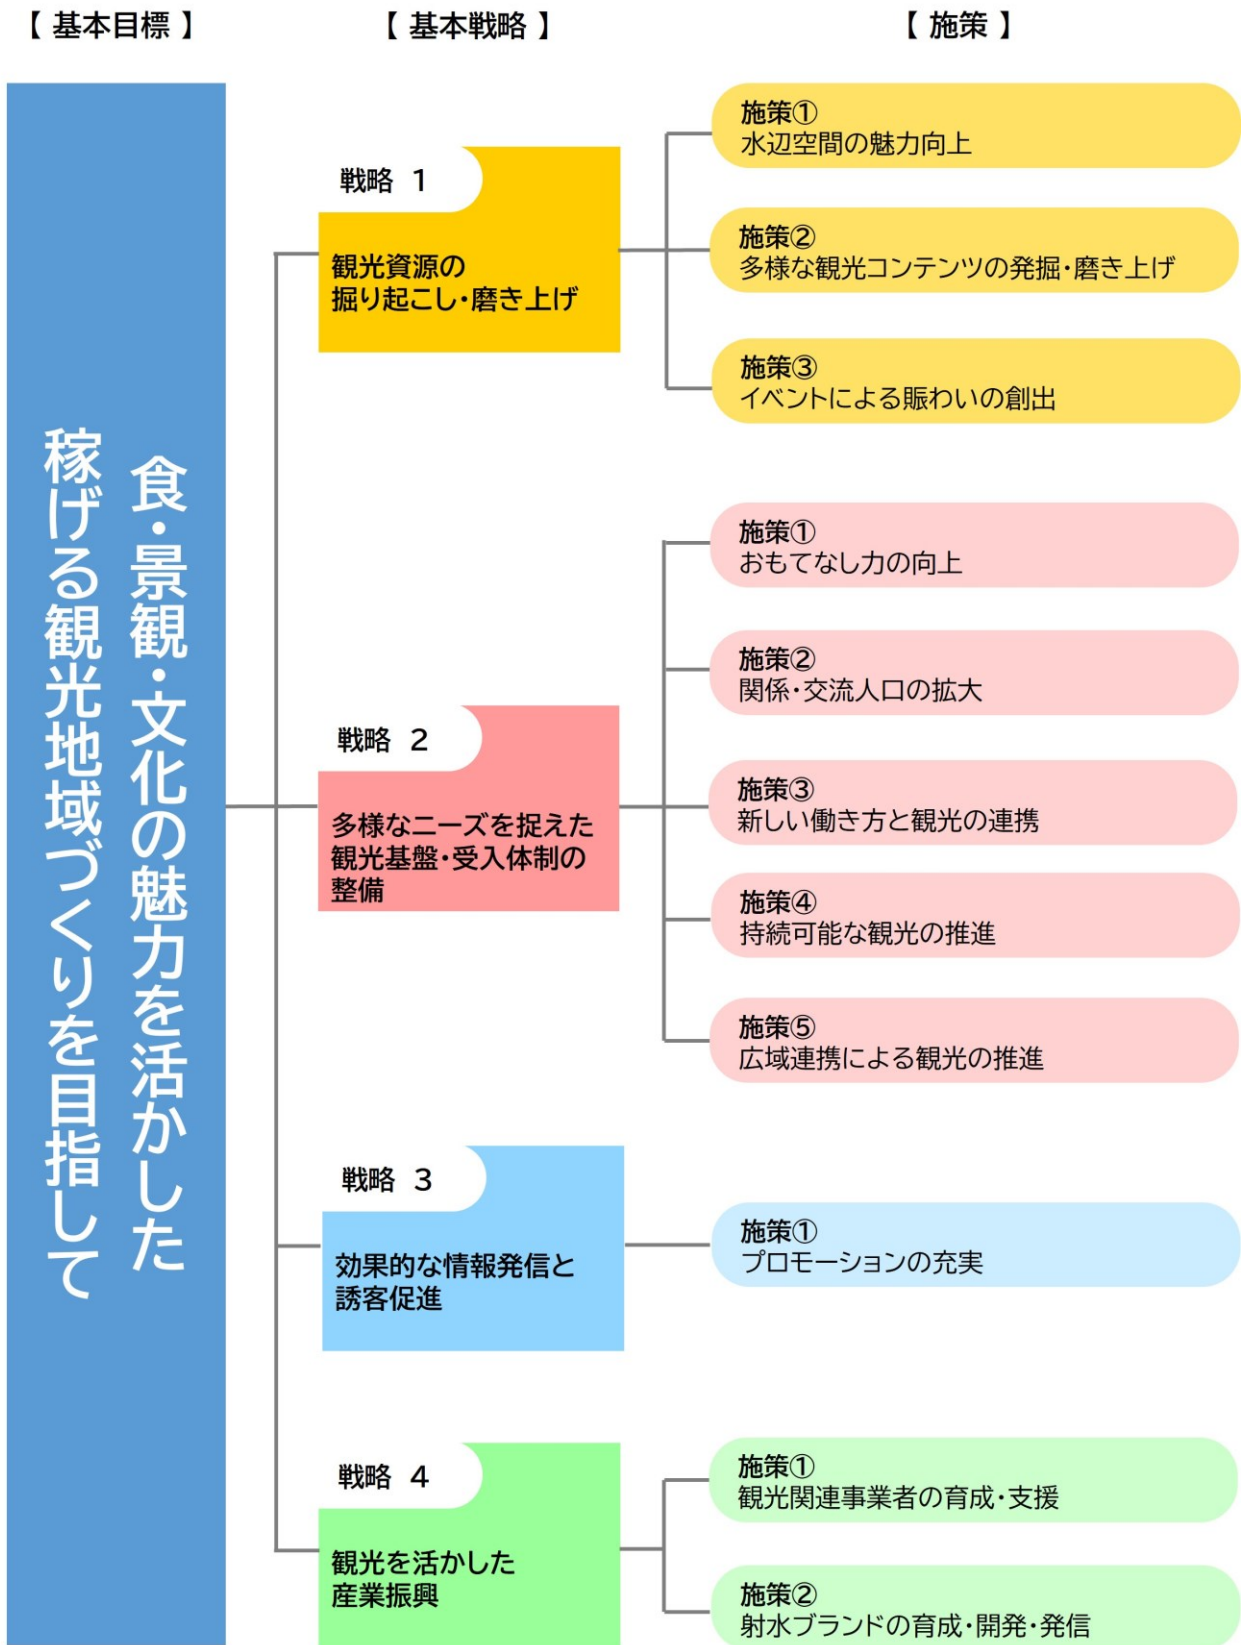 【 基本目標 】
【 基本戦略 】
【 施策 】
食・景観・文化の魅力を活かした
稼げる観光地域づくりを目指して
戦略 1
観光資源の
掘り起こし・磨き上げ
施策①
水辺空間の魅力向上
施策②
多様な観光コンテンツの発掘・磨き上げ
施策③
イベントによる賑わいの創出
戦略 2
多様なニーズを捉えた
観光基盤・受入体制の
整備
施策①
おもてなし力の向上
施策②
関係・交流人口の拡大
施策③
新しい働き方と観光の連携
施策④
持続可能な観光の推進
施策⑤
広域連携による観光の推進
戦略 3
効果的な情報発信と
誘客促進
施策①
プロモーションの充実
戦略 4
観光を活かした
産業振興
施策①
観光関連事業者の育成・支援
施策②
射水ブランドの育成・開発・発信